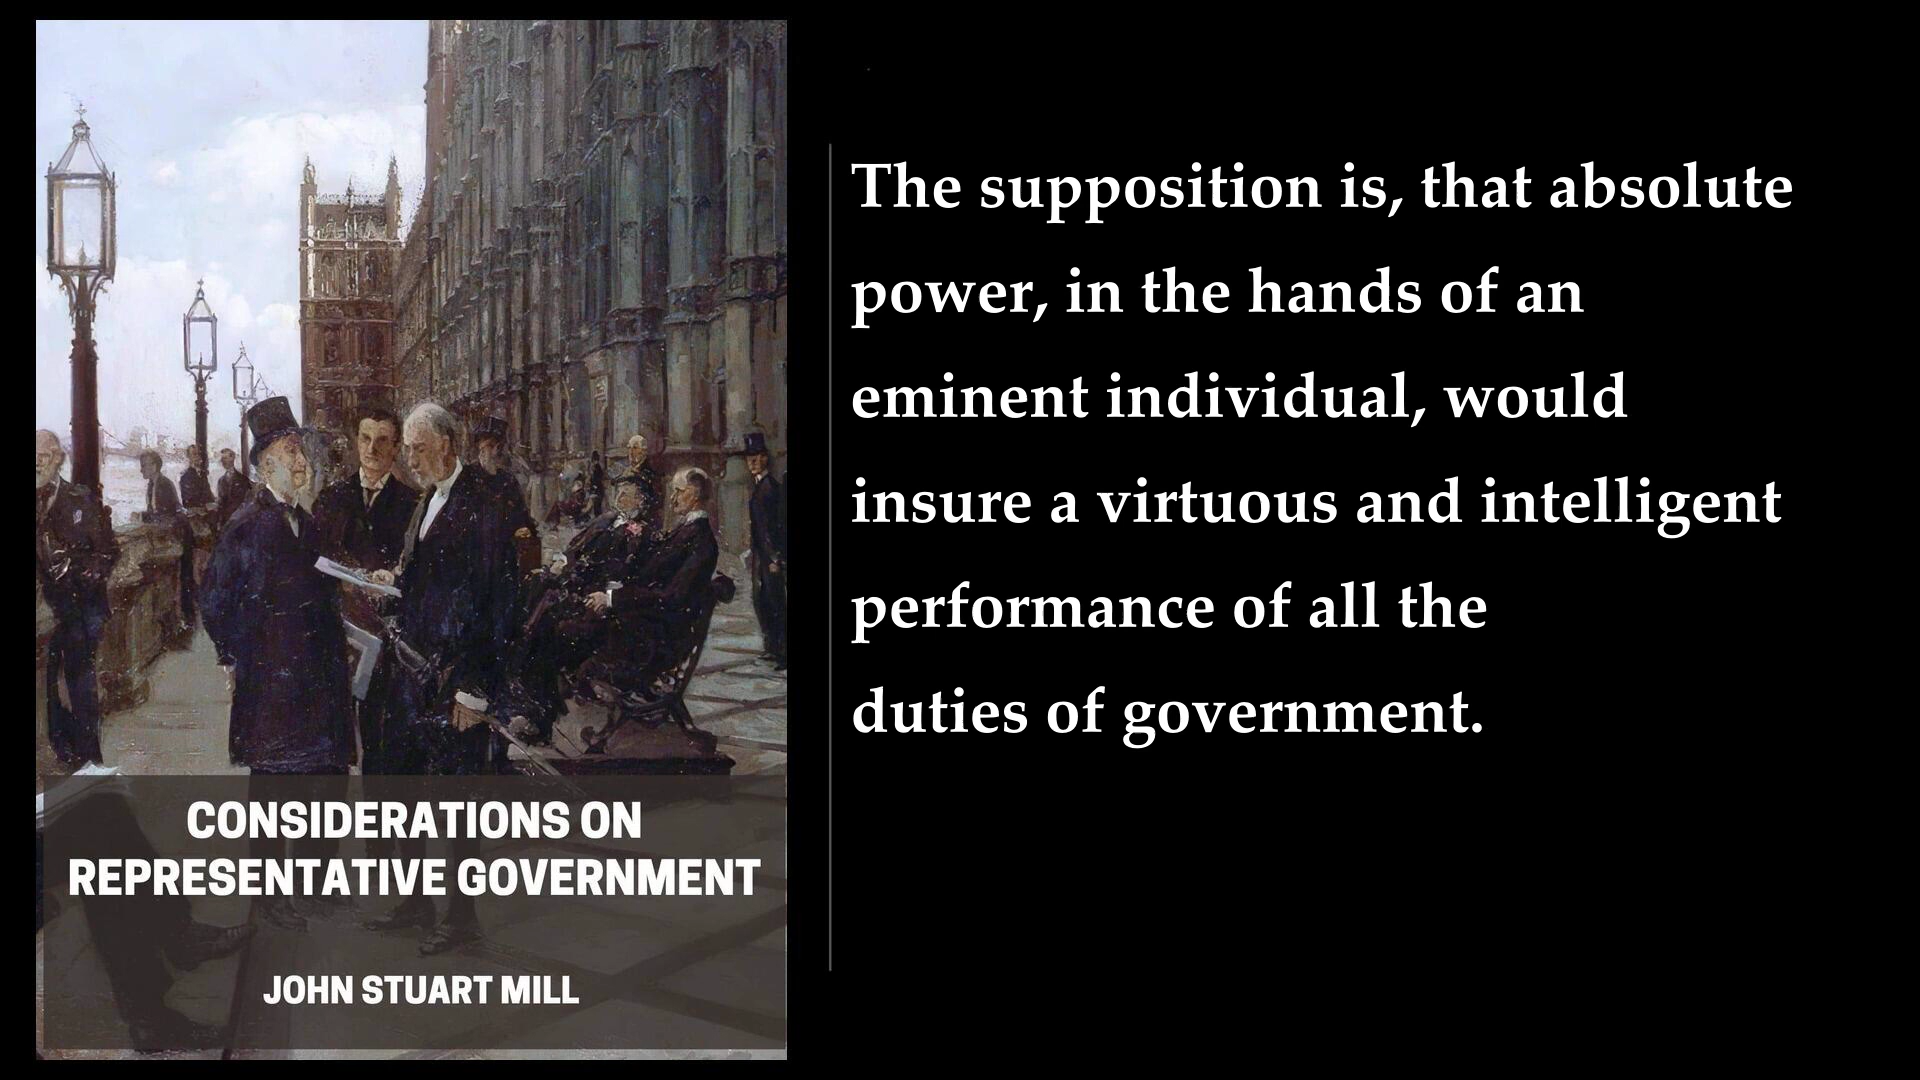 CONSIDERATIONS ON
REPRESENTATIVE GOVERNMENT
JOHN STUART MILL
The supposition is, that absolute
power, in the hands of an
eminent individual, would
insure a virtuous and intelligent
performance of all the
duties of government.